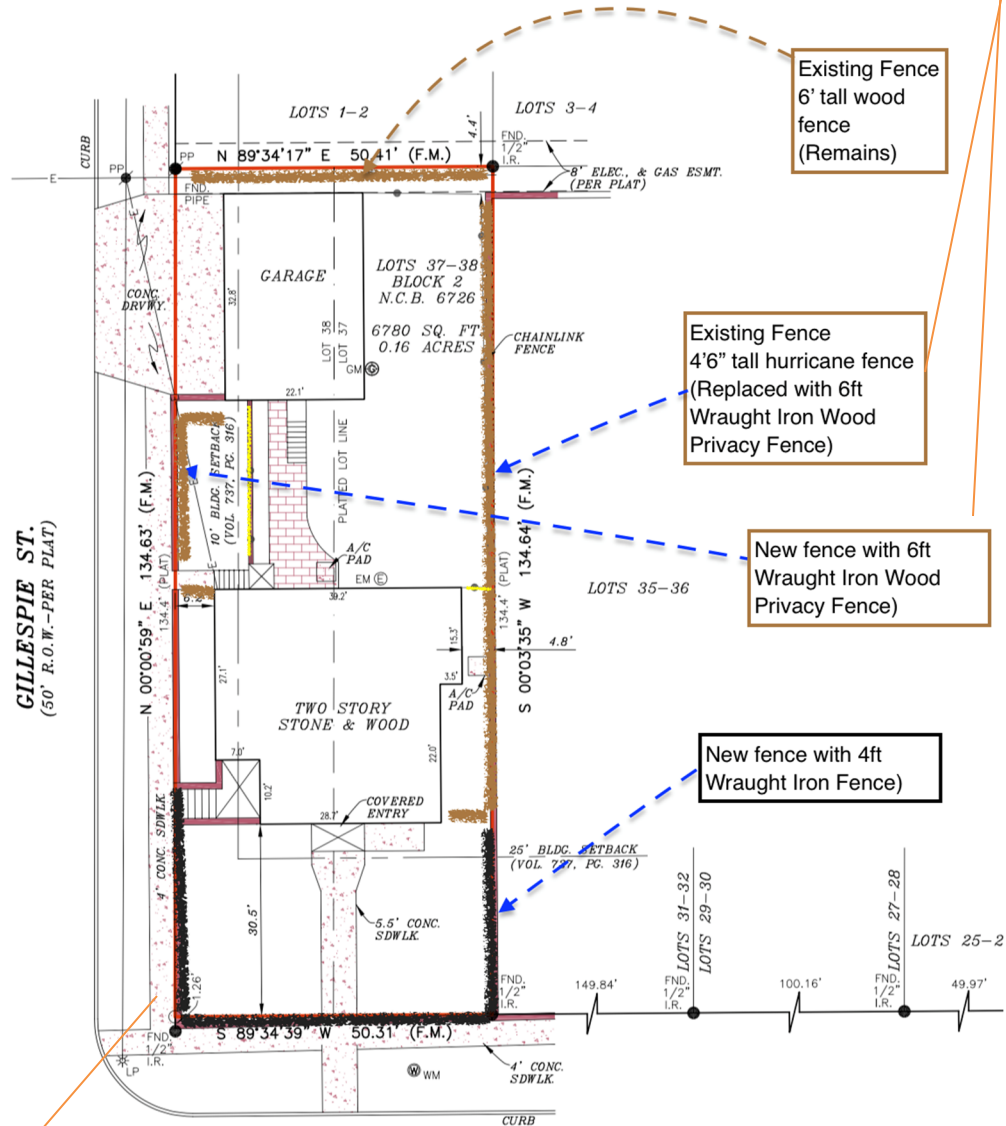 Existing Fence
6’ tall wood
fence
(Remains)
LOTS 1-2
LOTS 3-4
CURB
4.4'
FND.
1/2"
I.R.
PP
PP
N 89°34'17" E 50.41' (F.M.)
E
8' ELEC., & GAS ESMT.
(PER PLAT)
FND.
PIPE
E
GARAGE
LOTS 37-38
BLOCK 2
N.C.B. 6726
6780 SQ. FT
0.16 ACRES
CONC.
DRVWY.
32.8'
LOT 38
LOT 37
CHAINLINK
FENCE
GM G
22.1'
Existing Fence
4’6” tall hurricane fence
(Replaced with 6ft
Wraught Iron Wood
Privacy Fence)
10' BLDG. SETBACK
(VOL. 737, PG. 316)
E
PLATTED LOT LINE
N 00°00'59" E 134.63' (F.M.)
134.4' (PLAT)
GILLESPIE ST.
(50' R.O.W.-PER PLAT)
S 00°03'35" W 134.64' (F.M.)
134.4' (PLAT)
A/C
PAD
E
EM E
39.2'
New fence with 6ft
Wraught Iron Wood
Privacy Fence)
LOTS 35-36
6.2'
15.3'
4.8'
27.1'
3.5'
A/C
PAD
TWO STORY
STONE & WOOD
22.0'
7.0'
10.2'
New fence with 4ft
Wraught Iron Fence)
COVERED
ENTRY
28.7'
4' CONC. SDWLK.
25' BLDG. SETBACK
(VOL. 727, PG. 316)
30.5'
5.5' CONC.
SDWLK.
LOTS 31-32
LOTS 29-30
LOTS 27-28
LOTS 25-2
1.26'
FND.
1/2"
I.R.
149.84'
FND.
1/2"
I.R.
100.16'
FND.
1/2"
I.R.
49.97'
S 89°34'39" W 50.31' (F.M.)
FND.
1/2"
I.R.
LP
W WM
4' CONC.
SDWLK.
CURB